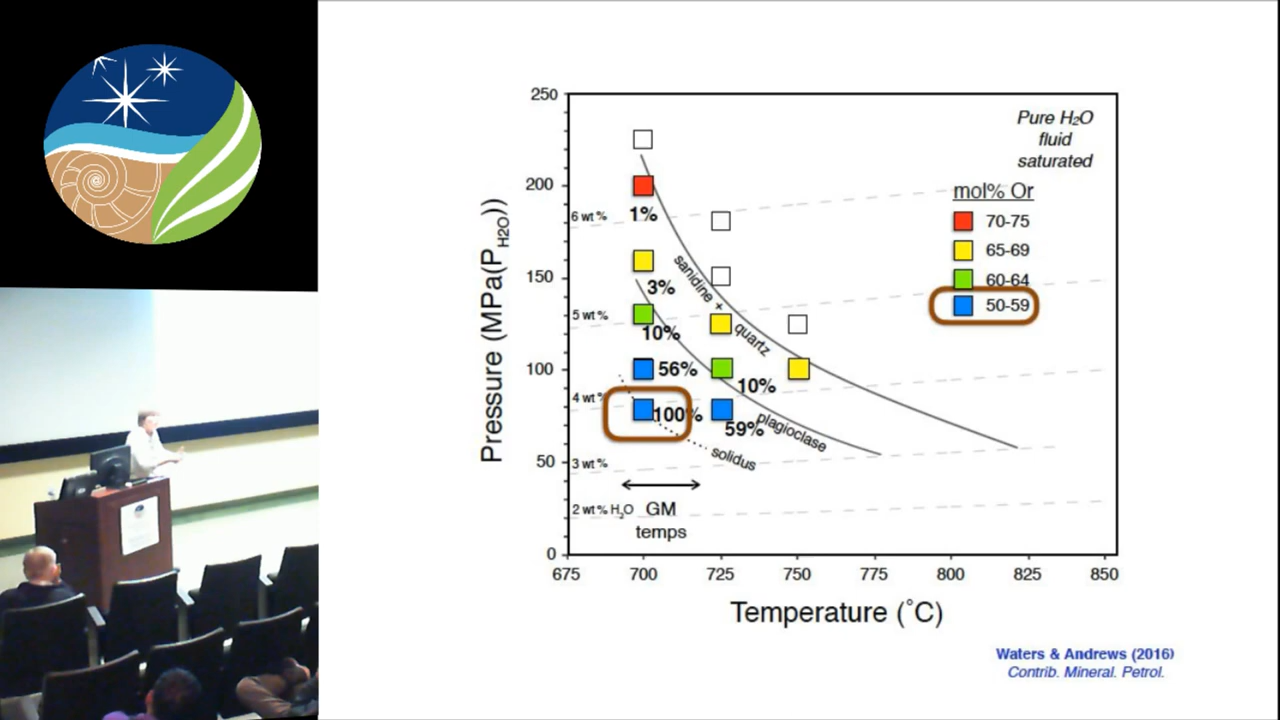 250
200
150
100
50
0
Pressure (MPa(P_H2O))
675
700
725
750
775
800
825
850
Temperature (˚C)
Pure H₂O
fluid
saturated
mol% Or
70-75
65-69
60-64
50-59
6 wt %
5 wt %
4 wt %
3 wt %
2 wt % H₂O
1%
3%
10%
56%
100%
10%
59%
sanidine + quartz
plagioclase
solidus
GM
temps
Waters & Andrews (2016)
Contrib. Mineral. Petrol.